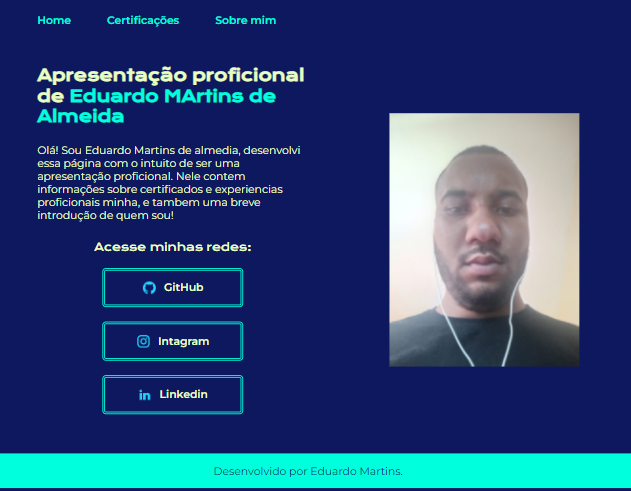 Home Certificações Sobre mim
Apresentação proficional
de Eduardo MArtins de
Almeida
Olá! Sou Eduardo Martins de almedia, desenvolvi
essa página com o intuito de ser uma
apresentação proficional. Nele contem
informações sobre certificados e experiencias
proficionais minha, e tambem uma breve
introdução de quem sou!
Acesse minhas redes:
GitHub
Intagram
Linkedin
Desenvolvido por Eduardo Martins.